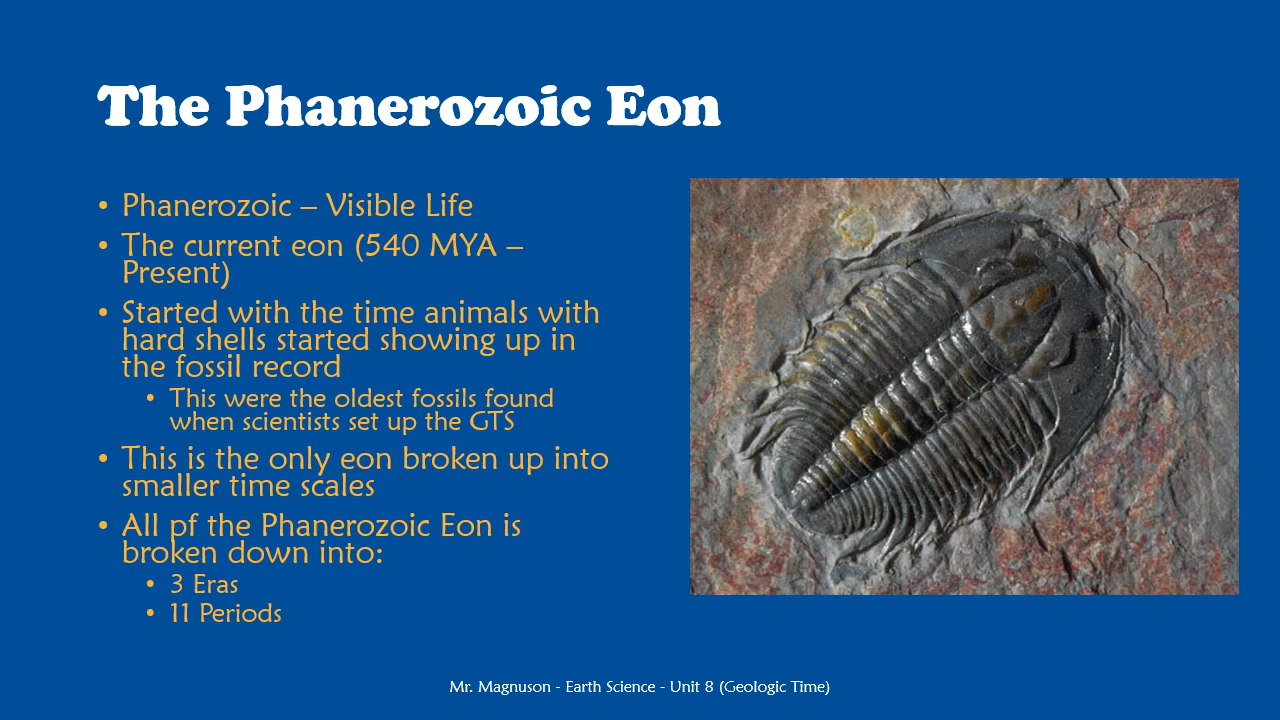 The Phanerozoic Eon
• Phanerozoic – Visible Life
• The current eon (540 MYA –
Present)
• Started with the time animals with
hard shells started showing up in
the fossil record
• This were the oldest fossils found
when scientists set up the GTS
• This is the only eon broken up into
smaller time scales
• All pf the Phanerozoic Eon is
broken down into:
• 3 Eras
• 11 Periods
Mr. Magnuson - Earth Science - Unit 8 (Geologic Time)